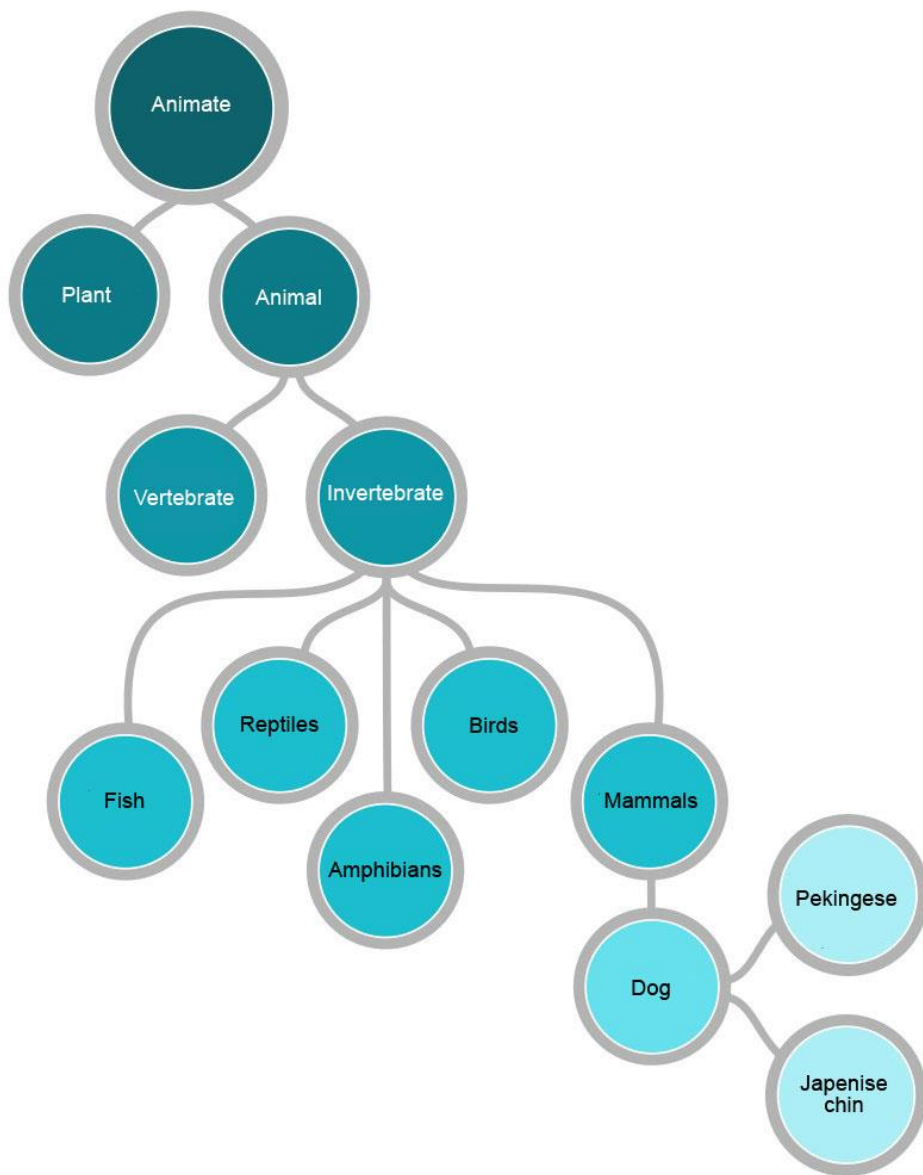 Animate
Plant
Animal
Vertebrate
Invertebrate
Reptiles
Birds
Fish
Mammals
Amphibians
Pekingese
Dog
Japenise
chin